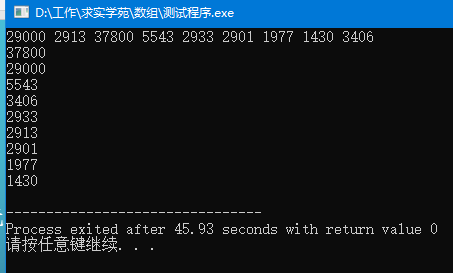 D:\工作\求实学苑\数组\测试程序.exe
29000 2913 37800 5543 2933 2901 1977 1430 3406
37800
29000
5543
3406
2933
2913
2901
1977
1430
--------------------------------
Process exited after 45.93 seconds with return value 0
请按任意键继续. . .